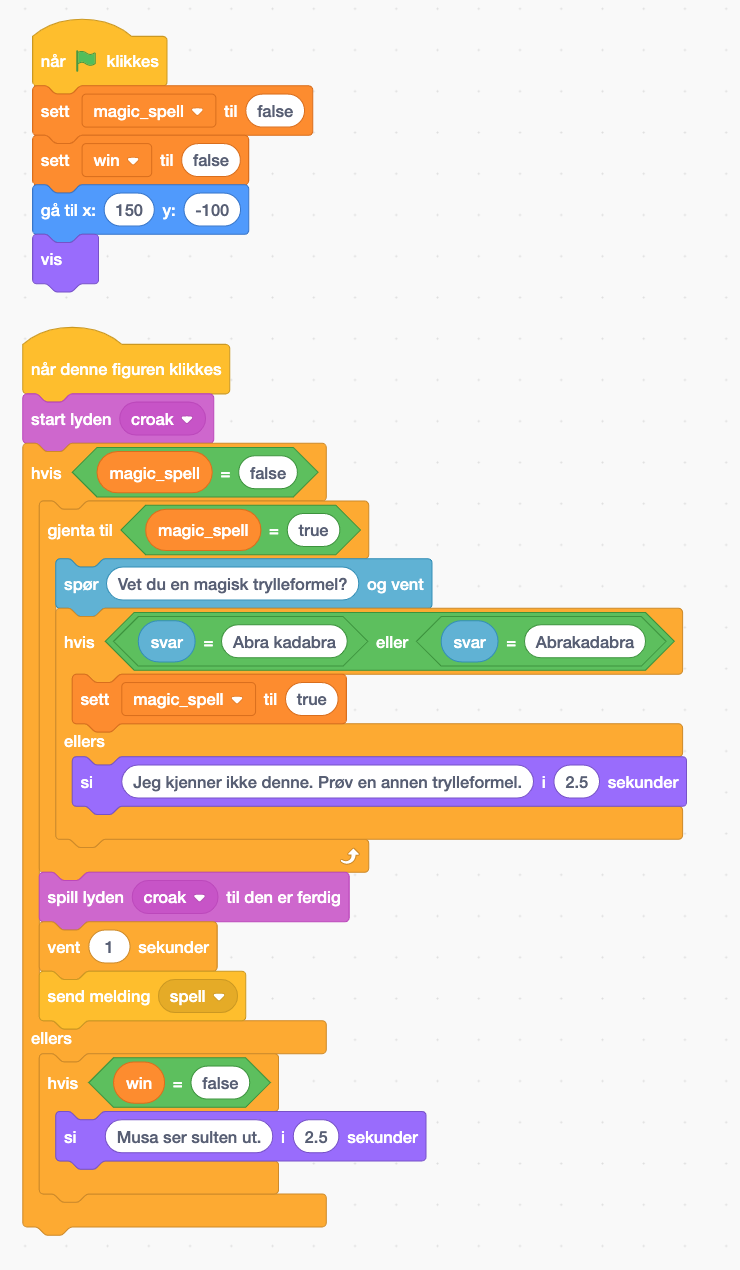 når klikkes
sett magic_spell til false
sett win til false
gå til x: 150 y: -100
vis
når denne figuren klikkes
start lyden croak
hvis magic_spell = false
gjenta til magic_spell = true
spør Vet du en magisk trylleformel? og vent
hvis svar = Abra kadabra eller svar = Abrakadabra
sett magic_spell til true
ellers
si Jeg kjenner ikke denne. Prøv en annen trylleformel. i 2.5 sekunder
spill lyden croak til den er ferdig
vent 1 sekunder
send melding spell
ellers
hvis win = false
si Musa ser sulten ut. i 2.5 sekunder